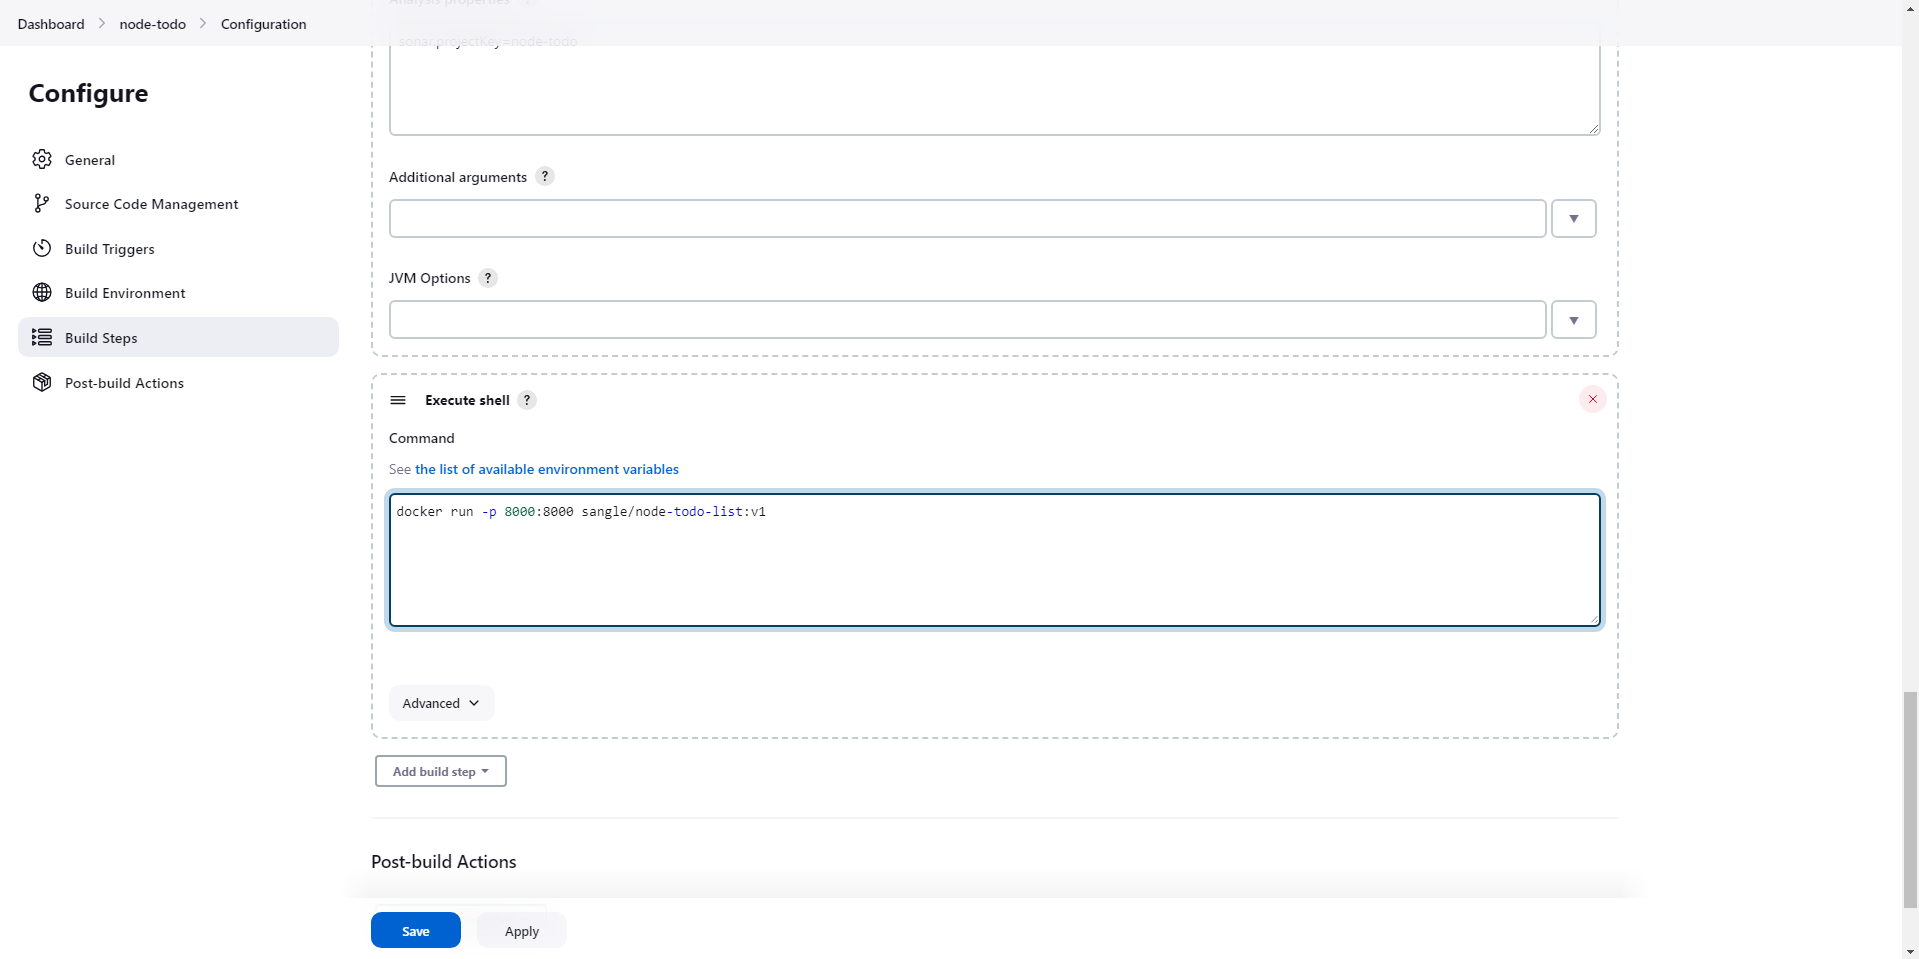 Dashboard > node-todo > Configuration
Analysis properties ?
sonar.projectKey=node-todo
Configure
General
Source Code Management
Build Triggers
Build Environment
Build Steps
Post-build Actions
Additional arguments ?
JVM Options ?
Execute shell ?
Command
See the list of available environment variables
docker run -p 8000:8000 sangle/node-todo-list:v1
Advanced
Add build step
Post-build Actions
Save
Apply